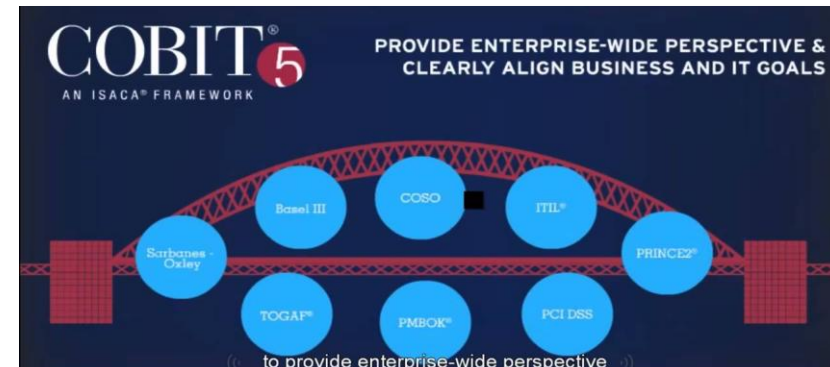 COBIT® 5
AN ISACA® FRAMEWORK
PROVIDE ENTERPRISE-WIDE PERSPECTIVE &
CLEARLY ALIGN BUSINESS AND IT GOALS
Sarbanes -
Oxley
Basel III
COSO
ITIL®
PRINCE2®
TOGAF®
PMBOK®
PCI DSS
to provide enterprise-wide perspective